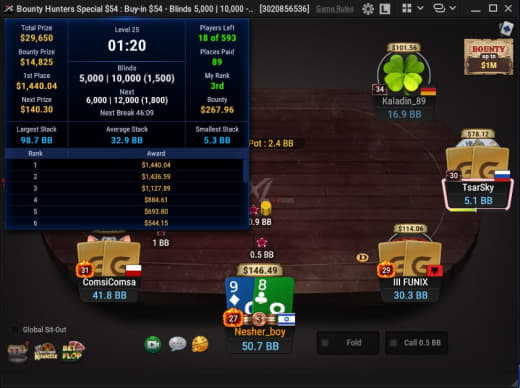 Bounty Hunters Special $54 : Buy-in $54 - Blinds 5,000 | 10,000 - ... [3020856536] Game Rules
Total Prize
$29,650
Bounty Prize
$14,825
1st Place
$1,440.04
Next Prize
$140.30
Level 25
01:20
Blinds
5,000 | 10,000 (1,500)
Next
6,000 | 12,000 (1,800)
Next Break 46:09
Players Left
18 of 593
Places Paid
89
My Rank
3rd
Bounty
$267.96
Largest Stack
98.7 BB
Average Stack
32.9 BB
Smallest Stack
5.3 BB
Rank Award
1 $1,440.04
2 $1,436.59
3 $1,127.89
4 $884.61
5 $693.80
6 $544.15
$101.56
34
Kaladin_89
16.9 BB
BOUNTY
up to
$1M
Pot : 2.4 BB
$78.12
30
TsarSky
5.1 BB
0.9 BB
1 BB
0.5 BB
D
31
ComsiComsa
41.8 BB
$146.49
9 8
27
Nesher_boy
50.7 BB
$114.06
29
III FUNIX
30.3 BB
Global Sit-Out
BET
FLOP
Fold
Call 0.5 BB